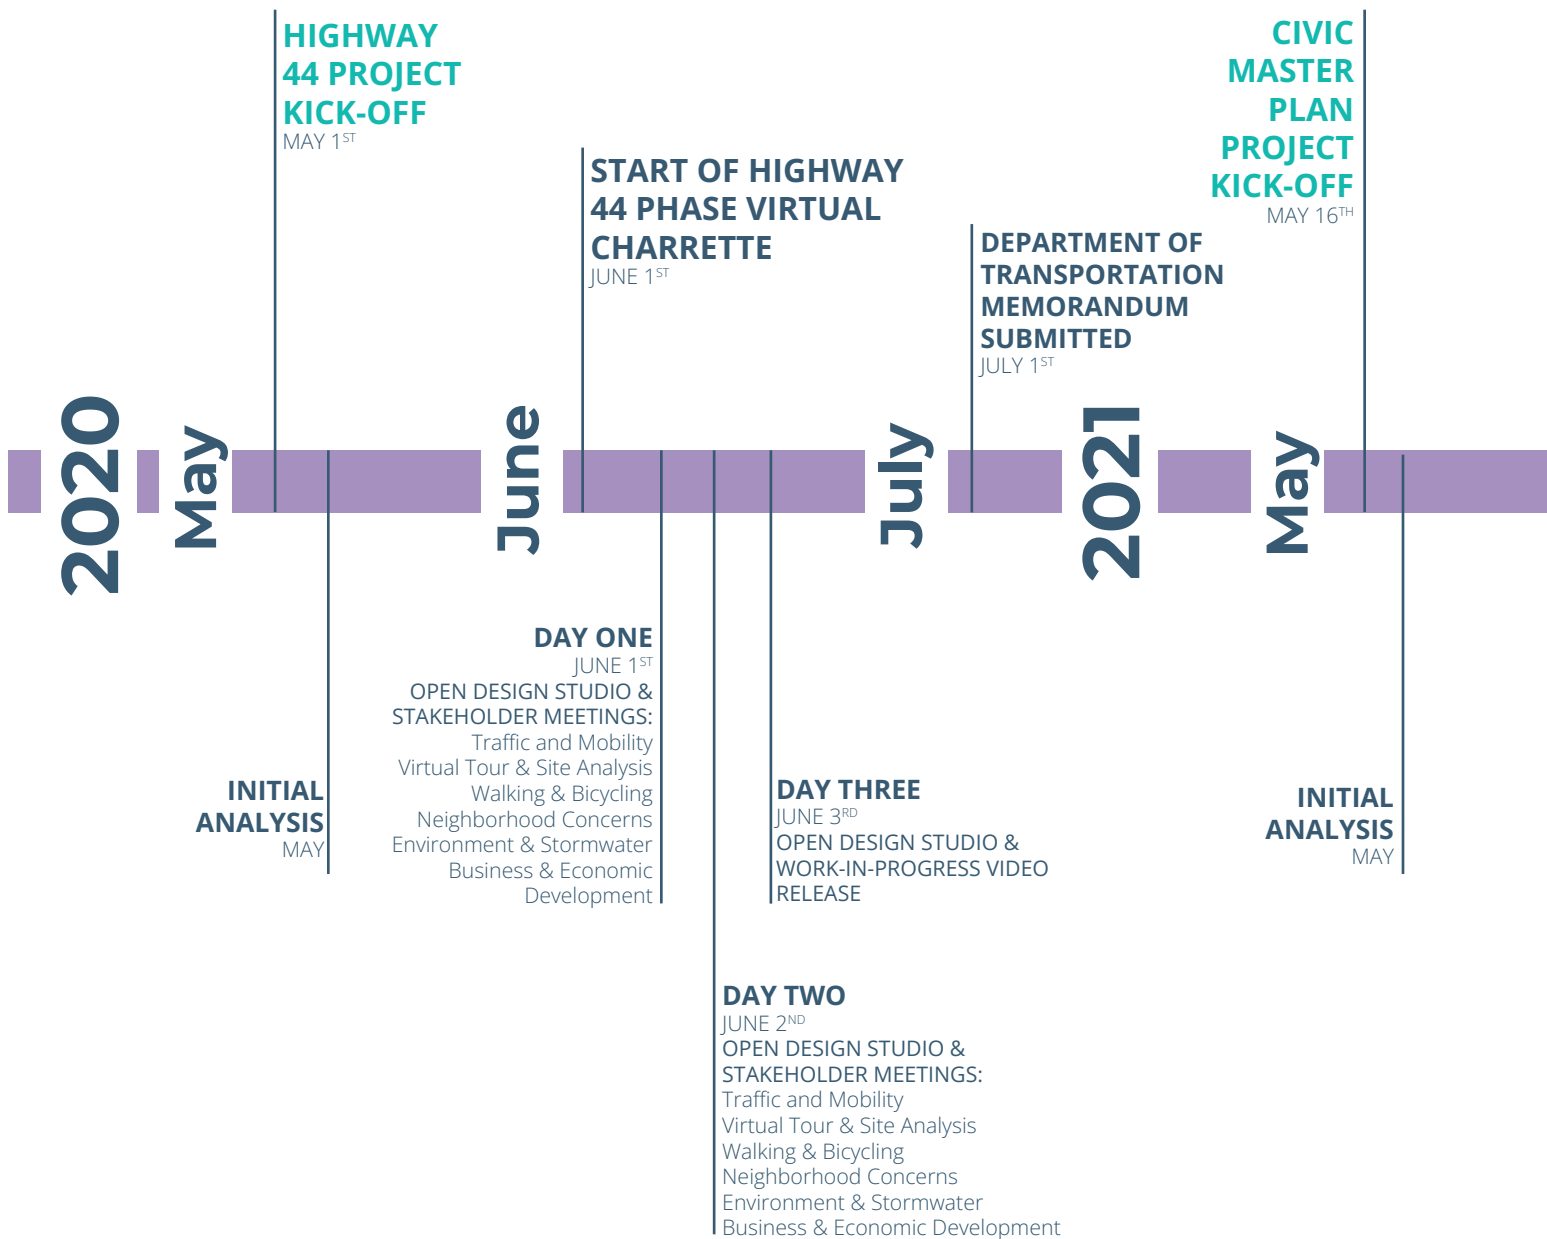 HIGHWAY
44 PROJECT
KICK-OFF
MAY 1ST
START OF HIGHWAY
44 PHASE VIRTUAL
CHARRETTE
JUNE 1ST
DEPARTMENT OF
TRANSPORTATION
MEMORANDUM
SUBMITTED
JULY 1ST
CIVIC
MASTER
PLAN
PROJECT
KICK-OFF
MAY 16TH
2020
May
June
July
2021
May
INITIAL
ANALYSIS
MAY
DAY ONE
JUNE 1ST
OPEN DESIGN STUDIO &
STAKEHOLDER MEETINGS:
Traffic and Mobility
Virtual Tour & Site Analysis
Walking & Bicycling
Neighborhood Concerns
Environment & Stormwater
Business & Economic
Development
DAY TWO
JUNE 2ND
OPEN DESIGN STUDIO &
STAKEHOLDER MEETINGS:
Traffic and Mobility
Virtual Tour & Site Analysis
Walking & Bicycling
Neighborhood Concerns
Environment & Stormwater
Business & Economic Development
DAY THREE
JUNE 3RD
OPEN DESIGN STUDIO &
WORK-IN-PROGRESS VIDEO
RELEASE
INITIAL
ANALYSIS
MAY